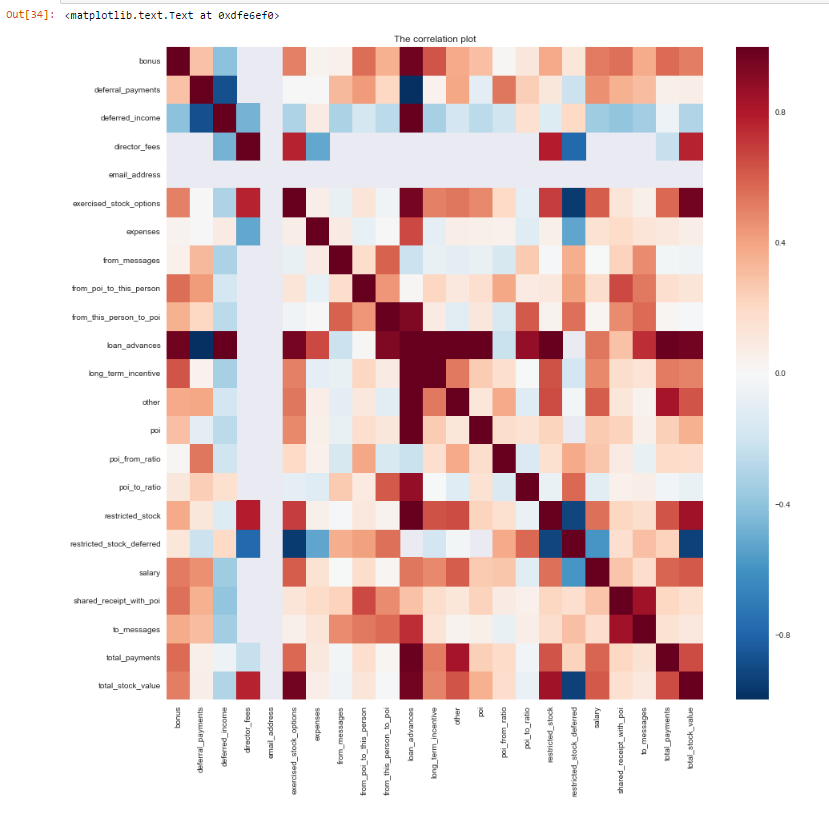 Out[34]: <matplotlib.text.Text at 0xdfe6ef0>
The correlation plot
bonus
deferral_payments
deferred_income
director_fees
email_address
exercised_stock_options
expenses
from_messages
from_poi_to_this_person
from_this_person_to_poi
loan_advances
long_term_incentive
other
poi
poi_from_ratio
poi_to_ratio
restricted_stock
restricted_stock_deferred
salary
shared_receipt_with_poi
to_messages
total_payments
total_stock_value
bonus
deferral_payments
deferred_income
director_fees
email_address
exercised_stock_options
expenses
from_messages
from_poi_to_this_person
from_this_person_to_poi
loan_advances
long_term_incentive
other
poi
poi_from_ratio
poi_to_ratio
restricted_stock
restricted_stock_deferred
salary
shared_receipt_with_poi
to_messages
total_payments
total_stock_value
0.8
0.4
0.0
−0.4
−0.8